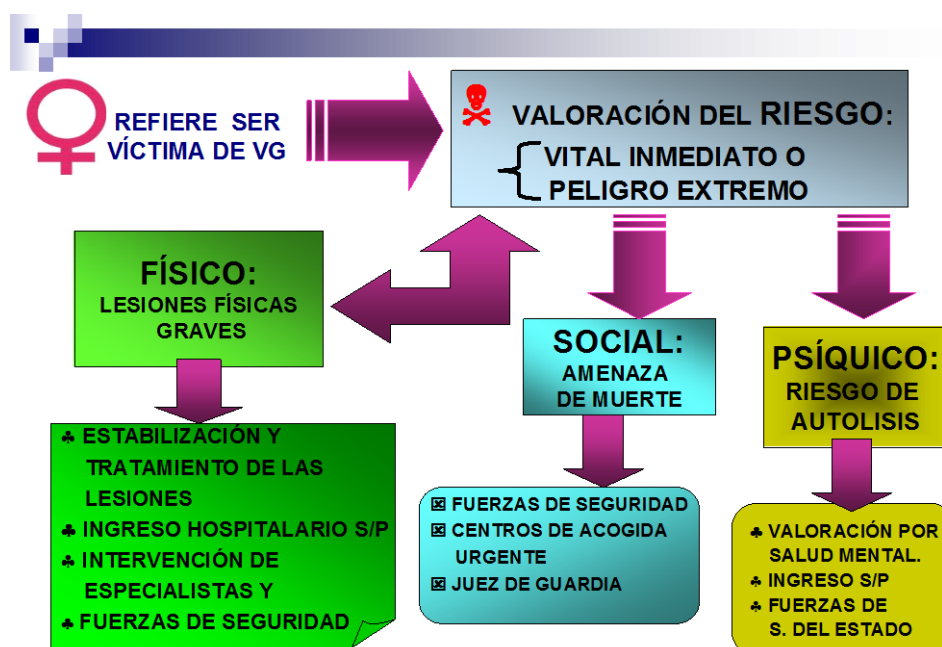 REFIERE SER
VÍCTIMA DE VG
VALORACIÓN DEL RIESGO:
VITAL INMEDIATO O
PELIGRO EXTREMO
FÍSICO:
LESIONES FÍSICAS
GRAVES
SOCIAL:
AMENAZA
DE MUERTE
PSÍQUICO:
RIESGO DE
AUTOLISIS
♣ ESTABILIZACIÓN Y
TRATAMIENTO DE LAS
LESIONES
♣ INGRESO HOSPITALARIO S/P
♣ INTERVENCIÓN DE
ESPECIALISTAS Y
♣ FUERZAS DE SEGURIDAD
☒ FUERZAS DE SEGURIDAD
☒ CENTROS DE ACOGIDA
URGENTE
☒ JUEZ DE GUARDIA
♣ VALORACIÓN POR
SALUD MENTAL.
♣ INGRESO S/P
♣ FUERZAS DE
S. DEL ESTADO